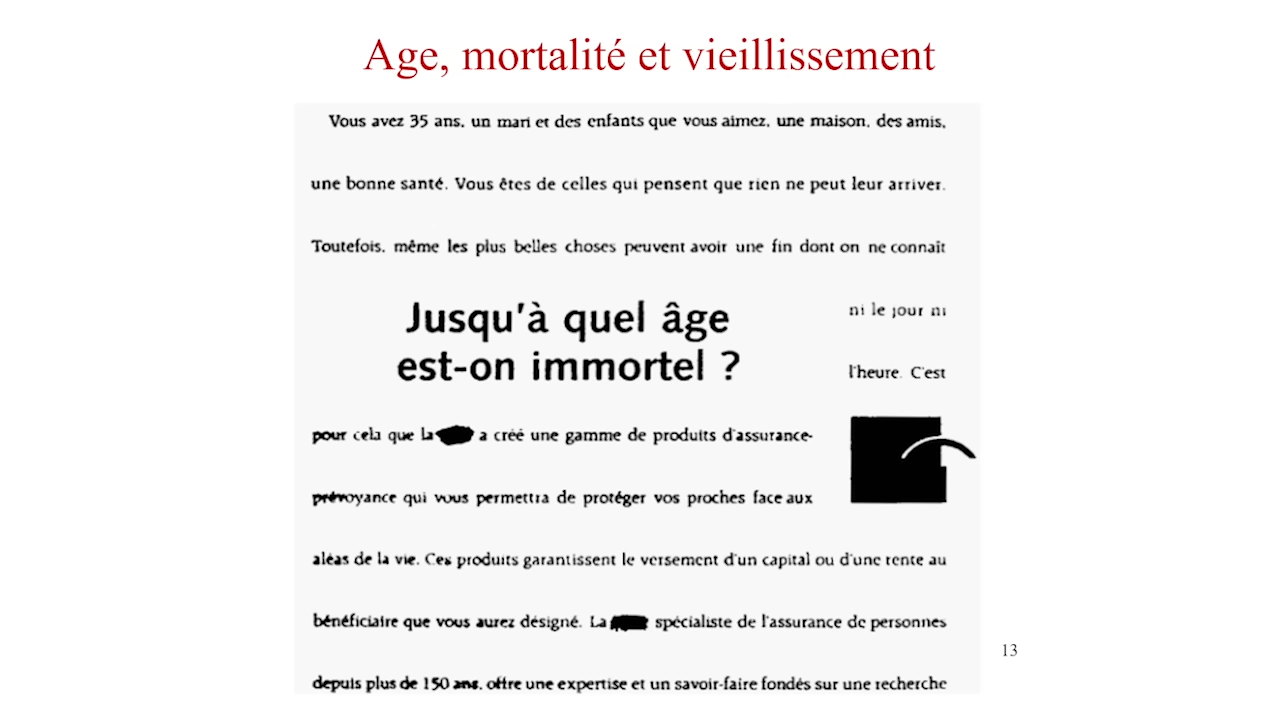 Age, mortalité et vieillissement
Vous avez 35 ans, un mari et des enfants que vous aimez, une maison, des amis,
une bonne santé. Vous êtes de celles qui pensent que rien ne peut leur arriver.
Toutefois, même les plus belles choses peuvent avoir une fin dont on ne connaît
ni le jour ni
l'heure. C'est
Jusqu'à quel âge
est-on immortel ?
pour cela que la a créé une gamme de produits d'assurance-
prévoyance qui vous permettra de protéger vos proches face aux
aléas de la vie. Ces produits garantissent le versement d'un capital ou d'une rente au
bénéficiaire que vous aurez désigné. La spécialiste de l'assurance de personnes
depuis plus de 150 ans, offre une expertise et un savoir-faire fondés sur une recherche
13